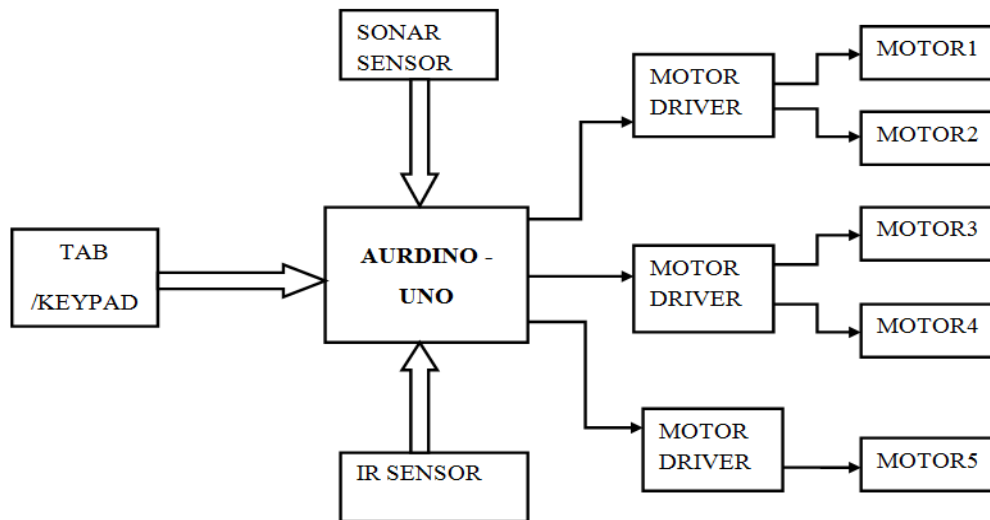 SONAR
SENSOR
MOTOR
DRIVER
MOTOR1
MOTOR2
TAB
/KEYPAD
AURDINO -
UNO
MOTOR
DRIVER
MOTOR3
MOTOR4
IR SENSOR
MOTOR
DRIVER
MOTOR5